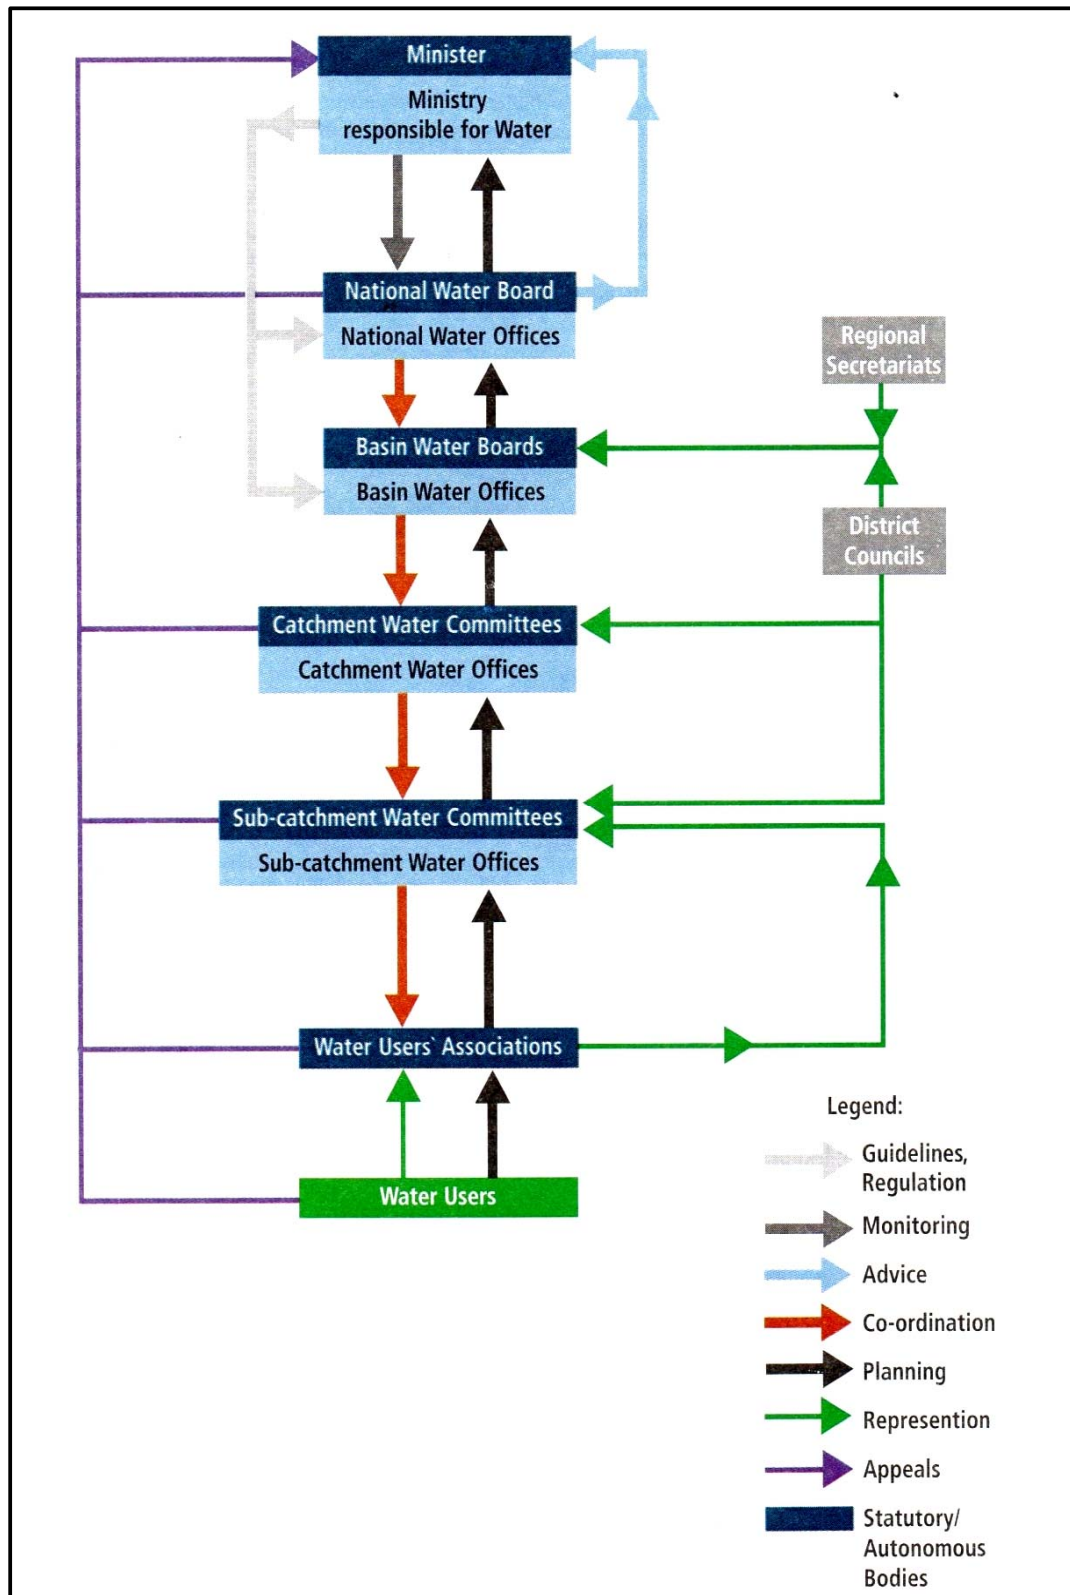 Minister
Ministry
responsible for Water
National Water Board
National Water Offices
Regional
Secretariats
Basin Water Boards
Basin Water Offices
District
Councils
Catchment Water Committees
Catchment Water Offices
Sub-catchment Water Committees
Sub-catchment Water Offices
Water Users` Associations
Water Users
Legend:
Guidelines,
Regulation
Monitoring
Advice
Co-ordination
Planning
Represention
Appeals
Statutory/
Autonomous
Bodies